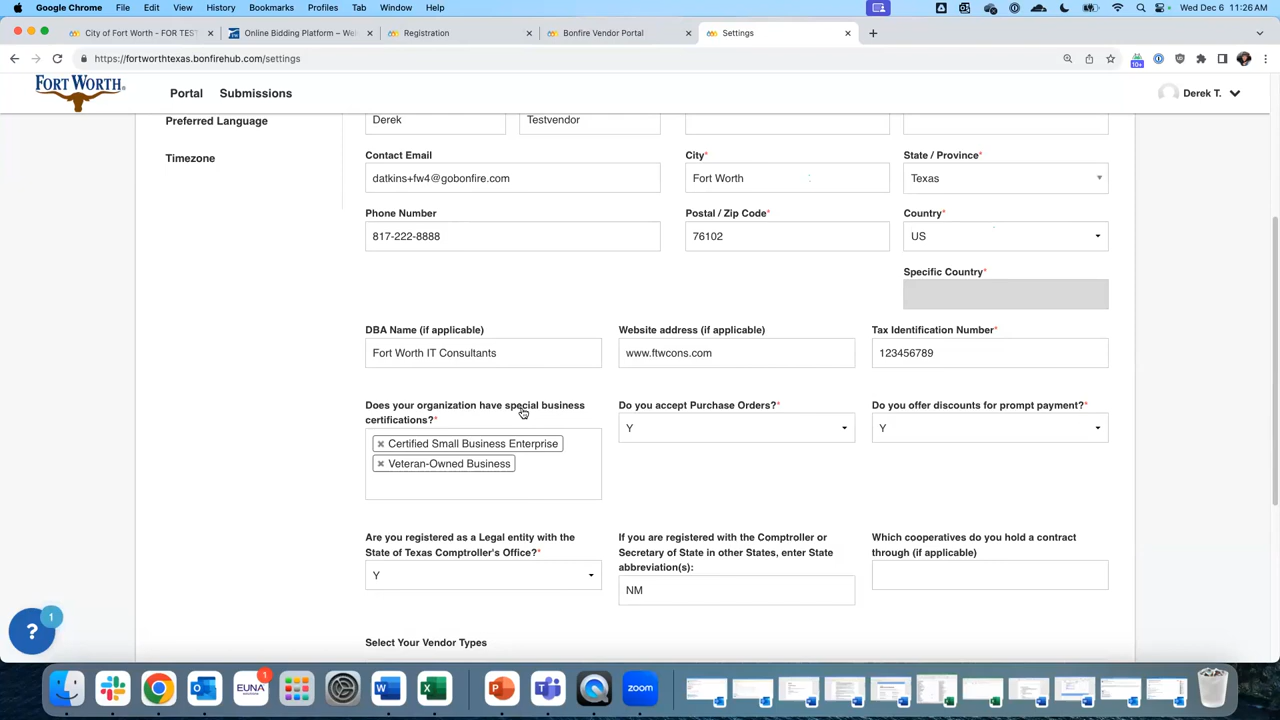 Google Chrome File Edit View History Bookmarks Profiles Tab Window Help Wed Dec 6 11:26 AM
City of Fort Worth - FOR TEST Online Bidding Platform – Wel Registration Bonfire Vendor Portal Settings
https://fortworthtexas.bonfirehub.com/settings 10+
FORT WORTH® Portal Submissions Derek T.
Preferred Language
Timezone
Derek Testvendor
Contact Email City* State / Province*
datkins+fw4@gobonfire.com Fort Worth Texas
Phone Number Postal / Zip Code* Country*
817-222-8888 76102 US
Specific Country*
DBA Name (if applicable) Website address (if applicable) Tax Identification Number*
Fort Worth IT Consultants www.ftwcons.com 123456789
Does your organization have special business
certifications?*
Do you accept Purchase Orders?* Do you offer discounts for prompt payment?*
Certified Small Business Enterprise
Veteran-Owned Business
Y Y
Are you registered as a Legal entity with the
State of Texas Comptroller's Office?*
Y
If you are registered with the Comptroller or
Secretary of State in other States, enter State
abbreviation(s):
NM
Which cooperatives do you hold a contract
through (if applicable)
Select Your Vendor Types
? 1
EUNA 1 zoom